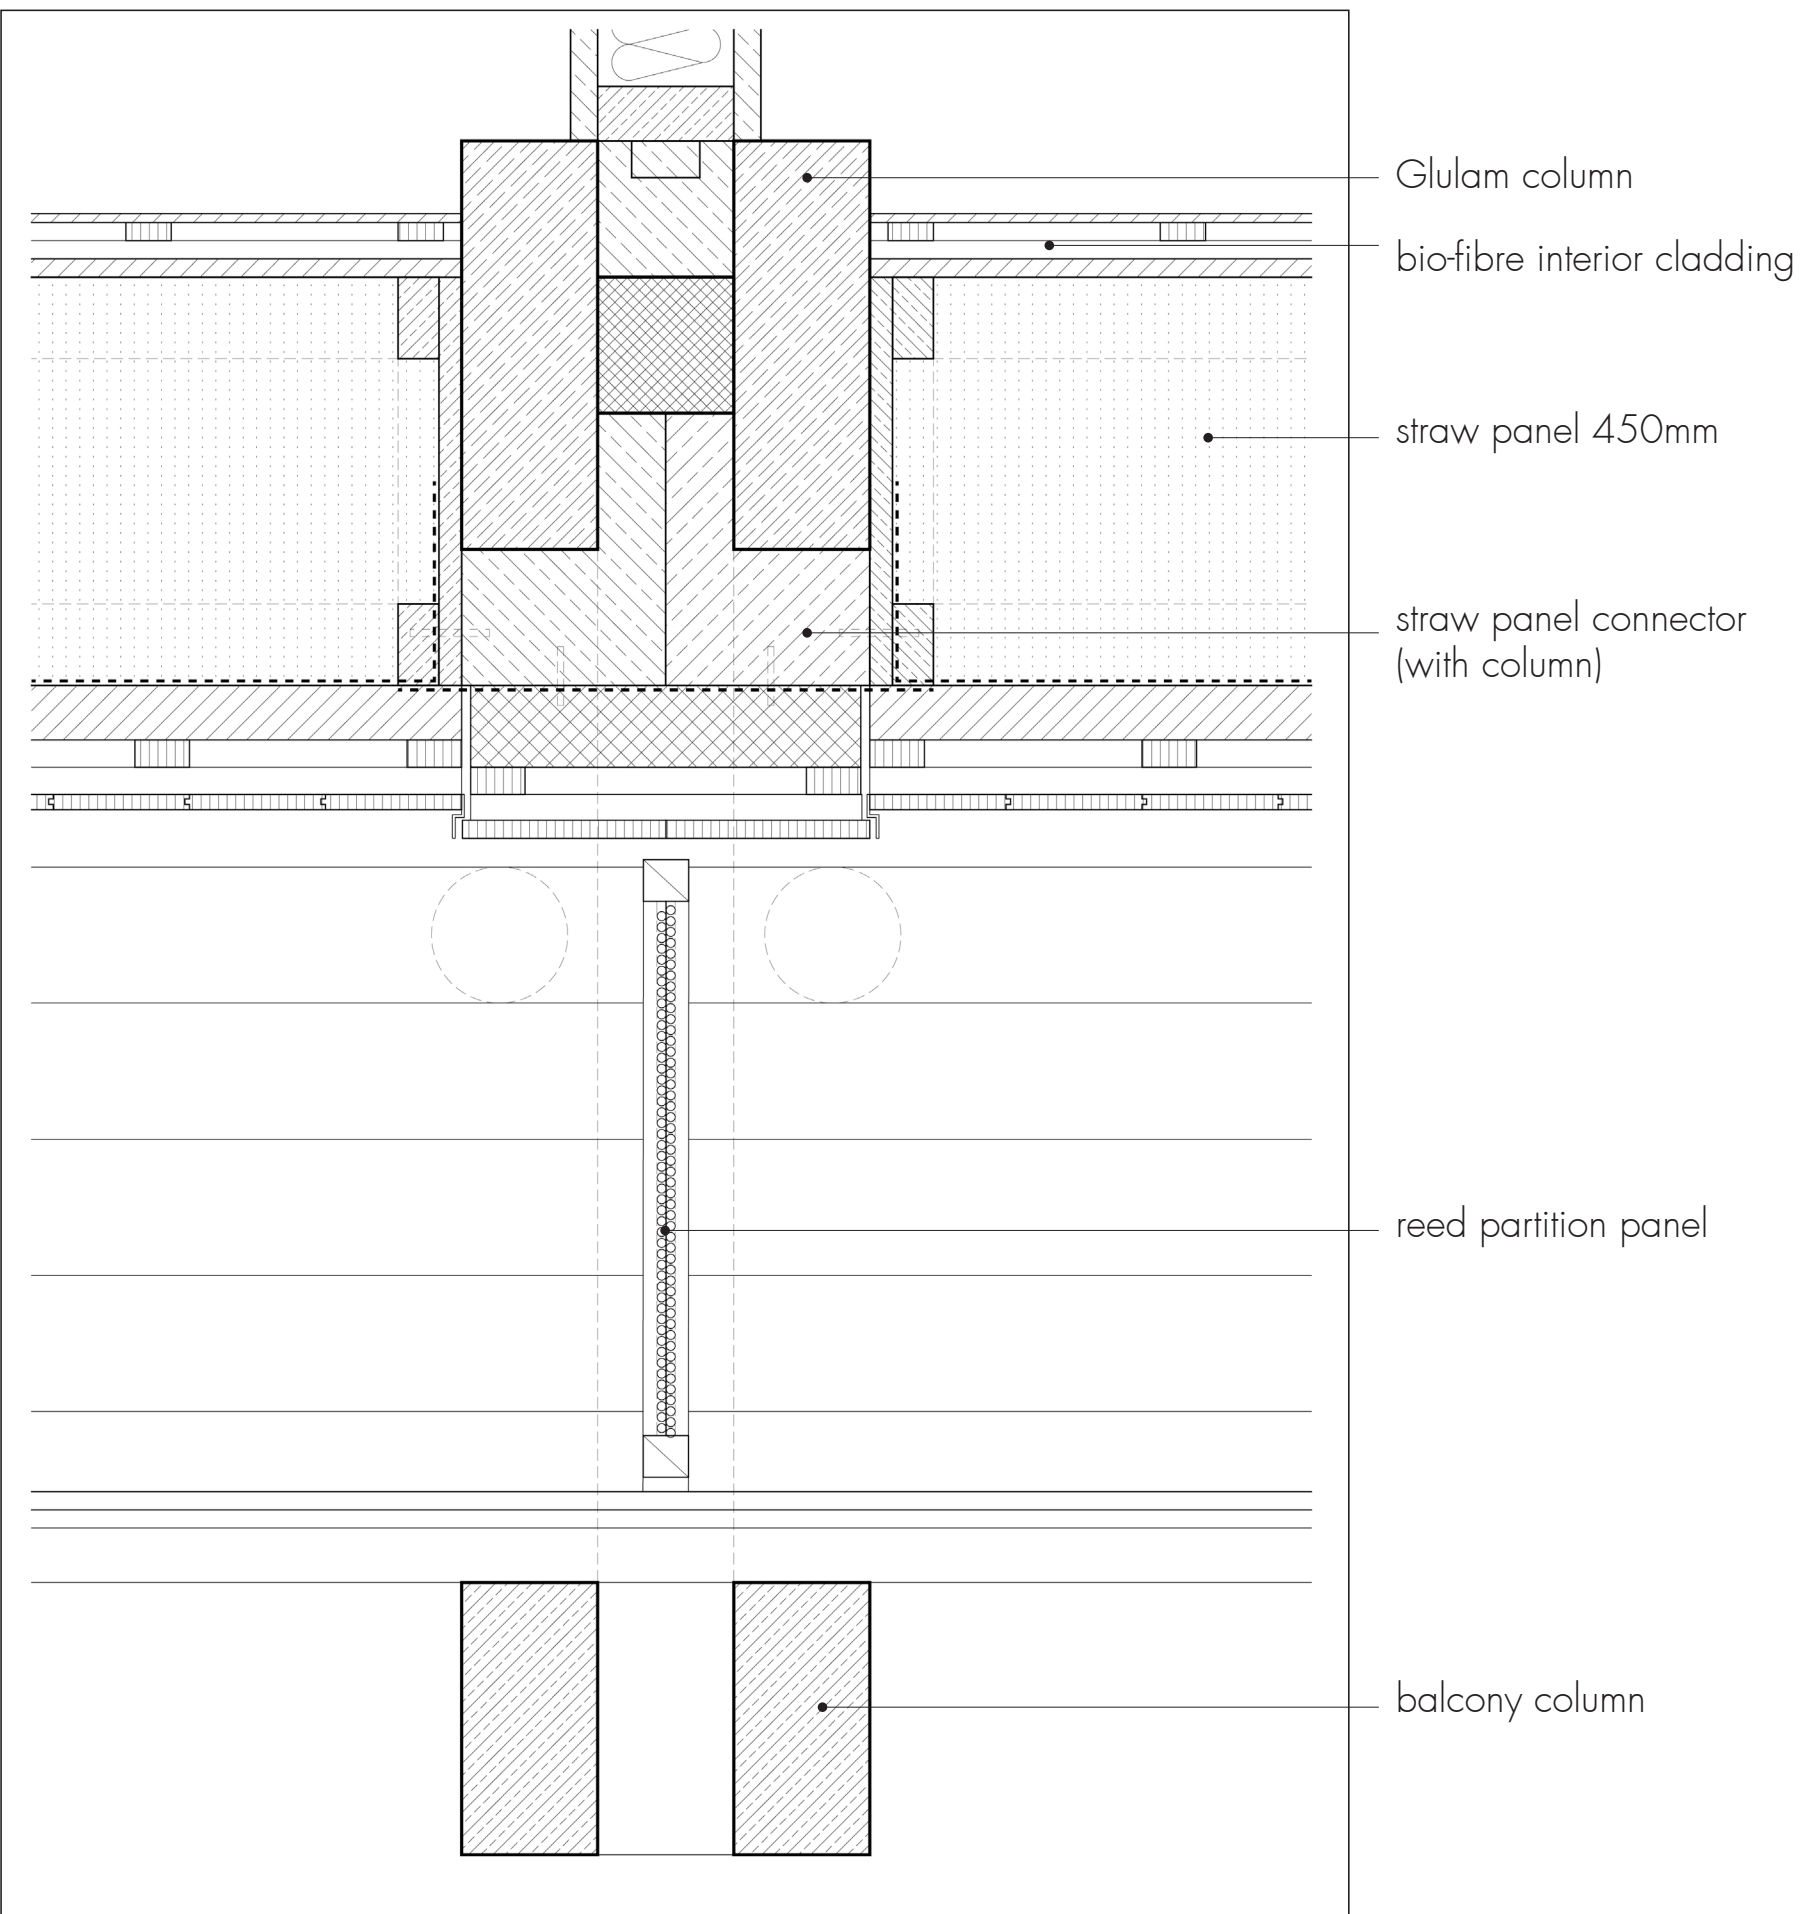 Glulam column
bio-fibre interior cladding
straw panel 450mm
straw panel connector
(with column)
reed partition panel
balcony column